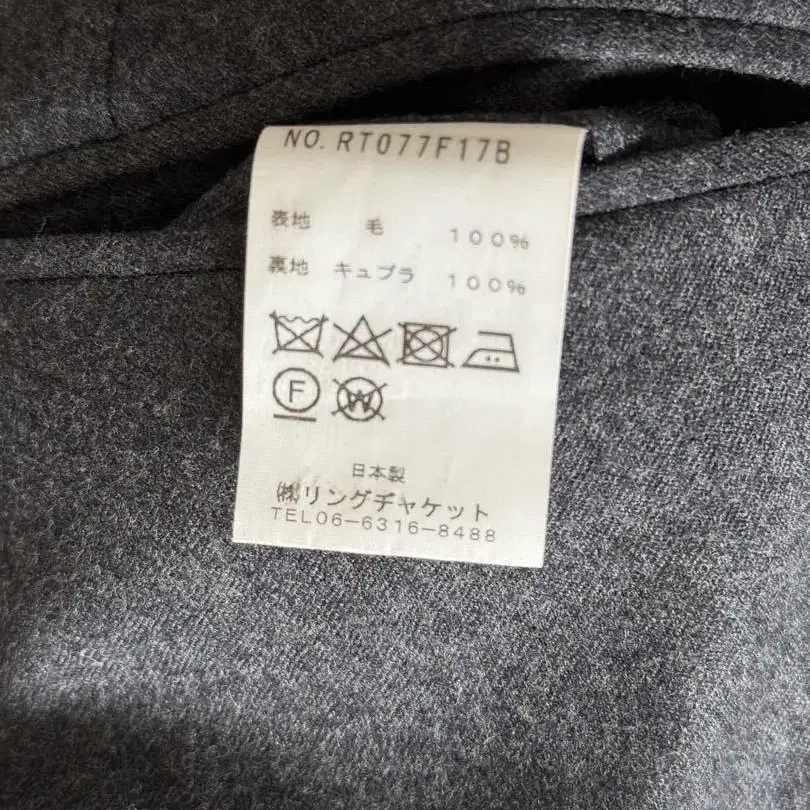 NO. RT077F17B
表地 毛 100%
裏地 キュプラ 100%
F W
日本製
㈱リングヂャケット
TEL06-6316-8488